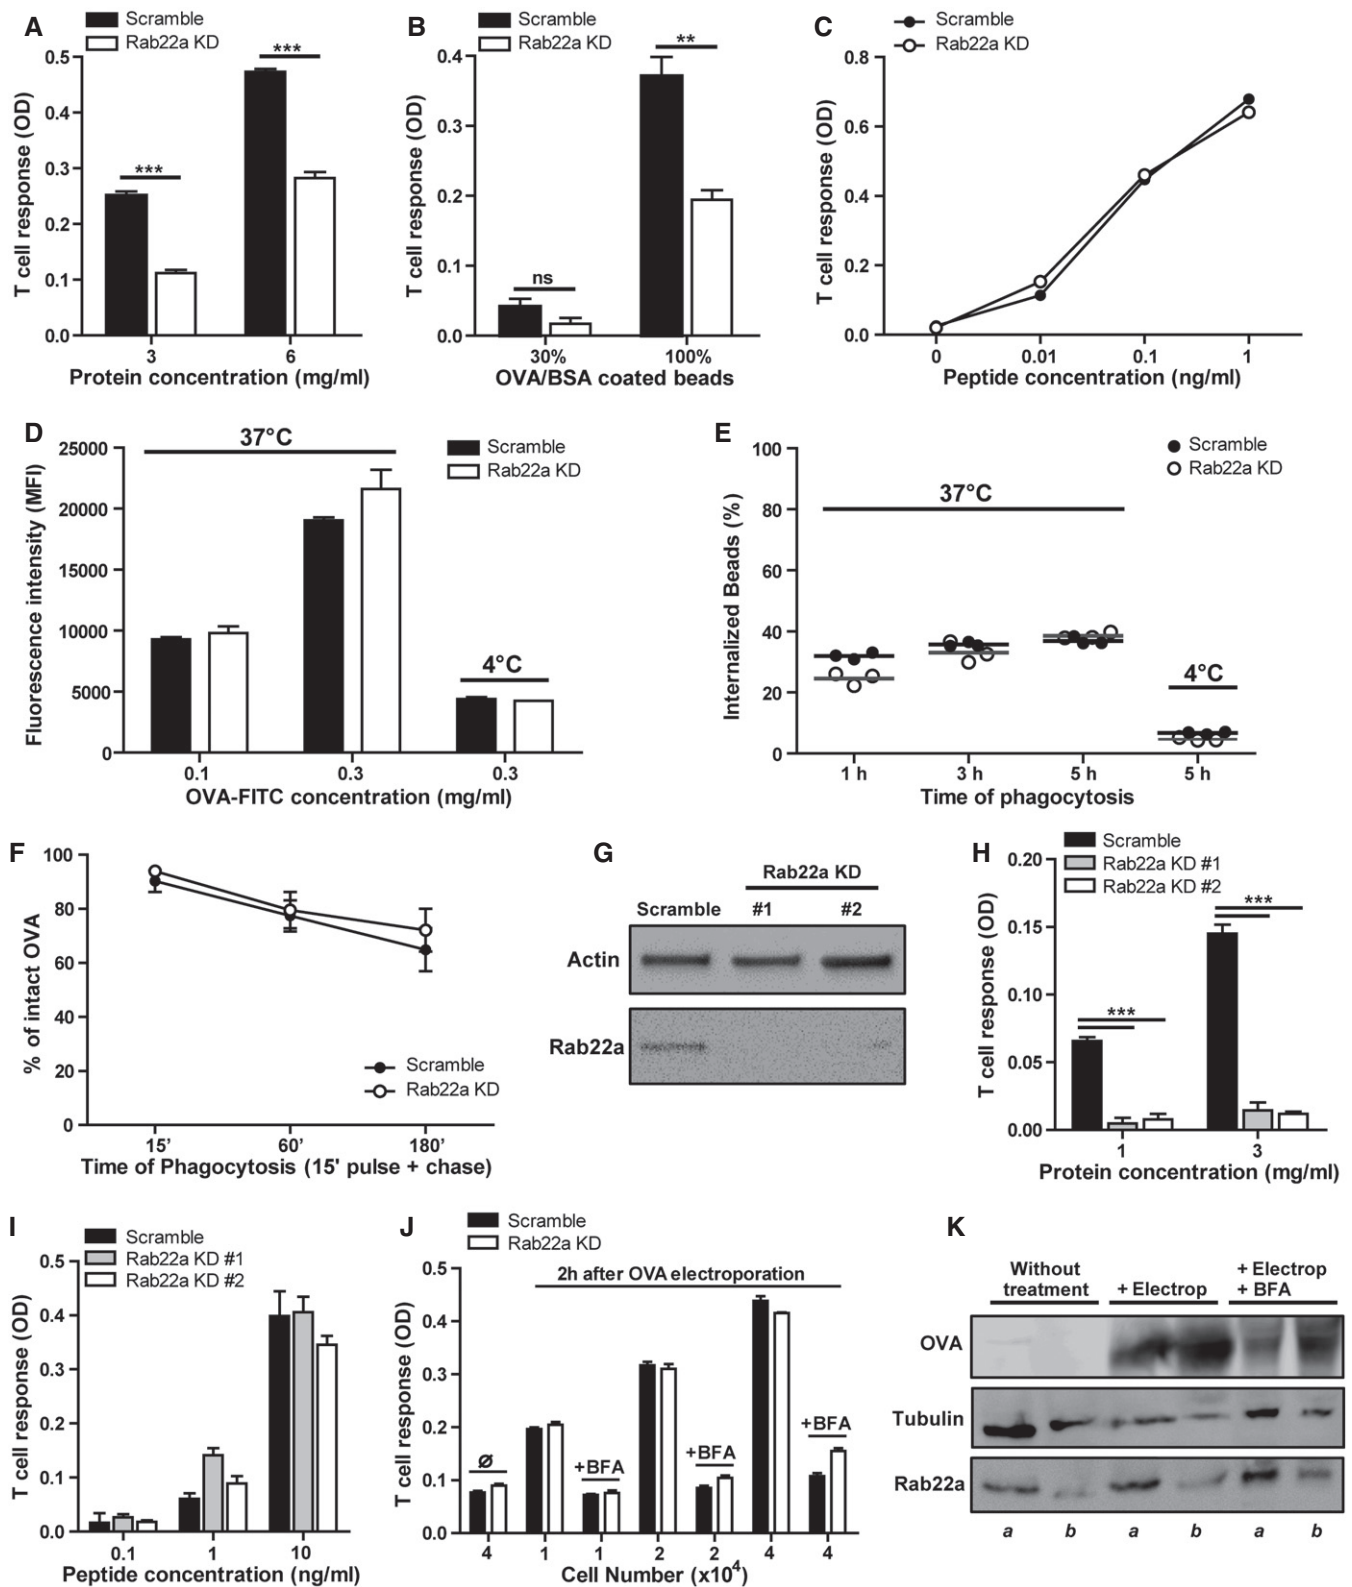 A
Scramble
Rab22a KD
T cell response (OD)
0.5
0.4
0.3
0.2
0.1
0.0
***
***
3
6
Protein concentration (mg/ml)
B
Scramble
Rab22a KD
T cell response (OD)
0.4
0.3
0.2
0.1
0.0
ns
**
30%
100%
OVA/BSA coated beads
C
Scramble
Rab22a KD
T cell response (OD)
0.8
0.6
0.4
0.2
0.0
0
0.01
0.1
1
Peptide concentration (ng/ml)
D
Scramble
Rab22a KD
Fluorescence intensity (MFI)
25000
20000
15000
10000
5000
0
37°C
4°C
0.1
0.3
0.3
OVA-FITC concentration (mg/ml)
E
Scramble
Rab22a KD
Internalized Beads (%)
100
80
60
40
20
0
37°C
4°C
1 h
3 h
5 h
5 h
Time of phagocytosis
F
% of intact OVA
100
80
60
40
20
0
Scramble
Rab22a KD
15’
60’
180’
Time of Phagocytosis (15' pulse + chase)
G
Rab22a KD
Scramble
#1
#2
Actin
Rab22a
H
Scramble
Rab22a KD #1
Rab22a KD #2
T cell response (OD)
0.20
0.15
0.10
0.05
0.00
***
***
1
3
Protein concentration (mg/ml)
I
Scramble
Rab22a KD #1
Rab22a KD #2
T cell response (OD)
0.5
0.4
0.3
0.2
0.1
0.0
0.1
1
10
Peptide concentration (ng/ml)
J
Scramble
Rab22a KD
T cell response (OD)
0.5
0.4
0.3
0.2
0.1
0.0
2h after OVA electroporation
Ø
+BFA
+BFA
+BFA
4
1
1
2
2
4
4
Cell Number (x10⁴)
K
Without treatment
+ Electrop
+ Electrop
+ BFA
OVA
Tubulin
Rab22a
a
b
a
b
a
b